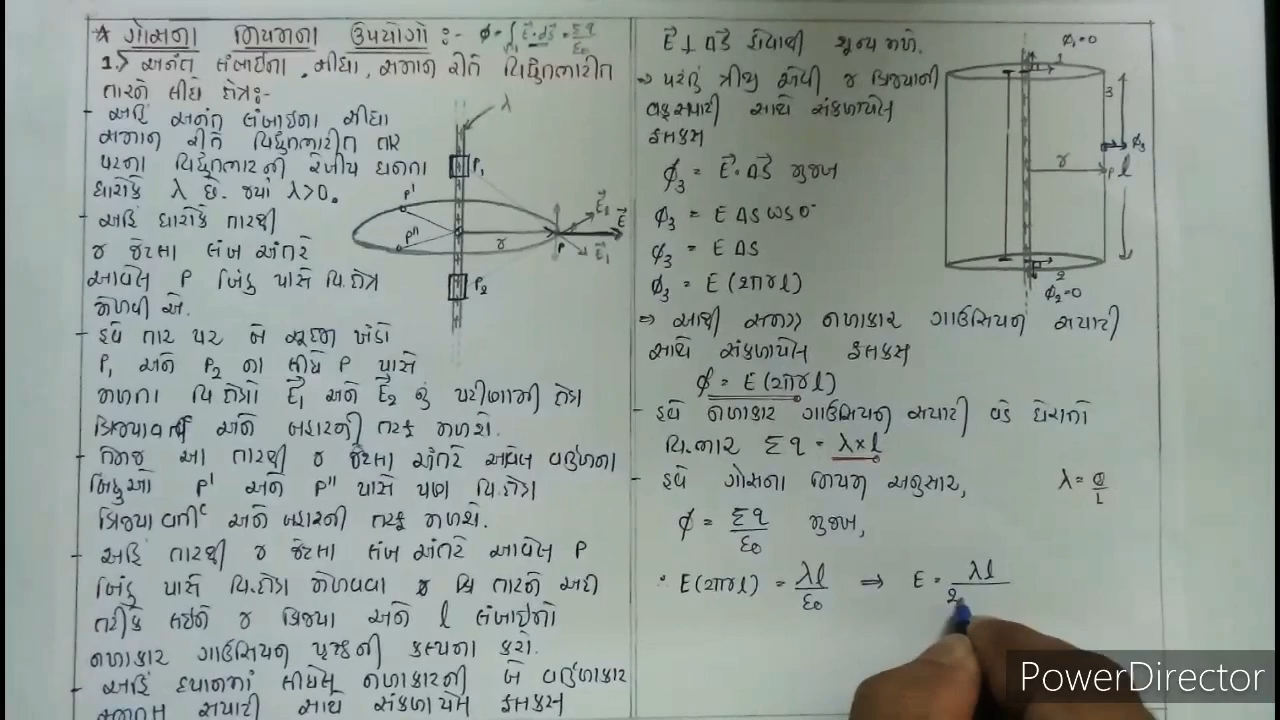 * ગોસના નિયમના ઉપયોગો :- φ = ∫ E⃗·ds⃗ = Σq/ε₀
1.> અનંત લંબાઈના, સીધા, સમાન રીતે વિદ્યુતભારીત
તારને લીધે ક્ષેત્ર:-
- અહિં અનંત લંબાઈના સીધા
સમાન રીતે વિદ્યુતભારીત તાર
પરના વિદ્યુતભારની રેખીય ઘનતા
ધારોકે λ છે. જ્યાં λ>0.
- અહિં ધારોકે તારથી
r જેટલા લંબ અંતરે
આવેલ P બિંદુ પાસે વિ.ક્ષેત્ર
મેળવી એ.
- હવે તાર પર બે સૂક્ષ્મ ખંડો
P₁ અને P₂ ના લીધે P પાસે
મળતા વિ.ક્ષેત્રો E⃗₁ અને E⃗₂ નું પરીણામી ક્ષેત્ર
ત્રિજ્યાવર્તી અને બહારની તરફ મળશે.
- તેમજ આ તારથી r જેટલા અંતરે આવેલ વર્તુળના
બિંદુઓ P' અને P" પાસે પણ વિ.ક્ષેત્ર
ત્રિજ્યાવર્તી અને બહારની તરફ મળશે.
- અહિં તારથી r જેટલા લંબ અંતરે આવેલ P
બિંદુ પાસે વિ.ક્ષેત્ર મેળવવા તારને અક્ષ
તરીકે લઈને r ત્રિજ્યા અને l લંબાઈનો
નળાકાર ગાઉસિયન પૃષ્ઠની કલ્પના કરો.
- અહિં ધ્યાનમાં લીધેલ નળાકારની બે વર્તુળાકાર
સમતલ સપાટી સાથે સંકળાયેલ ફ્લક્સ
λ
P₁
P'
P"
r
P
E⃗₂
E⃗
E⃗₁
P₂
E⃗ ⊥ Δs⃗ હોવાથી શૂન્ય મળે.
⇒ પરંતુ ત્રીજી એવી r ત્રિજ્યાની
વક્રસપાટી સાથે સંકળાયેલ
ફ્લક્સ
φ₃ = E⃗·Δs⃗ મુજબ
φ₃ = E Δs cos 0°
φ₃ = E Δs
φ₃ = E (2πrl)
⇒ આથી સમગ્ર નળાકાર ગાઉસિયન સપાટી
સાથે સંકળાયેલ ફ્લક્સ
φ = E (2πrl)
- હવે નળાકાર ગાઉસિયન સપાટી વડે ઘેરાતો
વિ.ભાર Σq = λ×l
- હવે ગોસના નિયમ અનુસાર, λ = Q/L
φ = Σq/ε₀ મુજબ,
∴ E(2πrl) = λl/ε₀ ⇒ E = λl/2
φ₁=0
1
3
φ₃
r
P
l
2
φ₂=0
PowerDirector